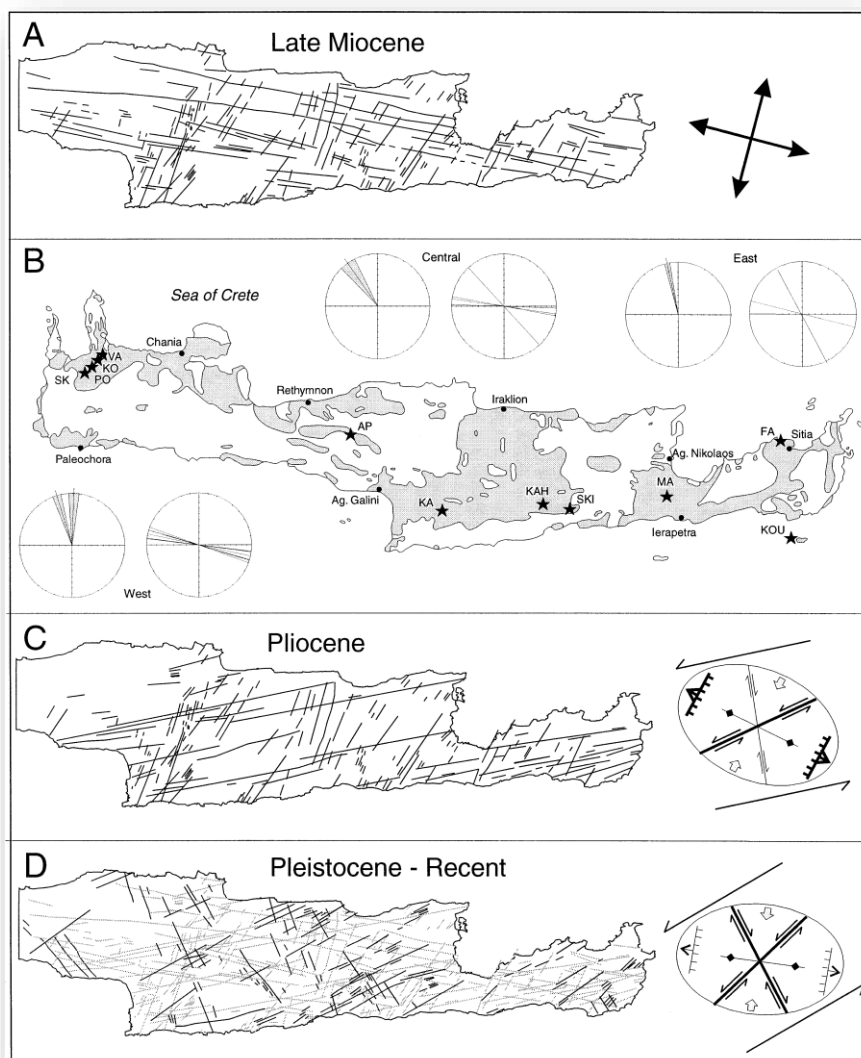 A
Late Miocene
B
Central
East
Sea of Crete
Chania
VA
KO
SK
PO
Rethymnon
Iraklion
AP
FA
Sitia
Paleochora
Ag. Nikolaos
MA
Ag. Galini
KA
KAH
SKI
Ierapetra
KOU
West
C
Pliocene
D
Pleistocene - Recent